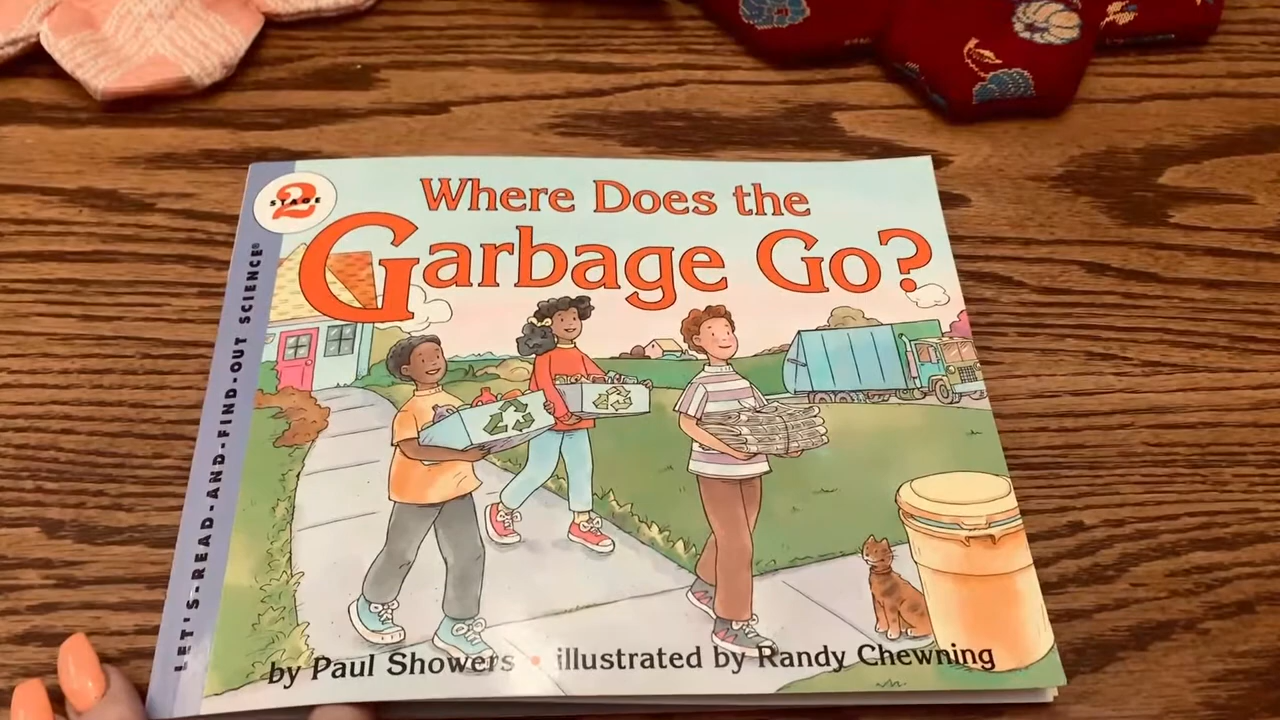 STAGE 2
Where Does the
Garbage Go?
LET'S-READ-AND-FIND-OUT SCIENCE®
by Paul Showers • illustrated by Randy Chewning